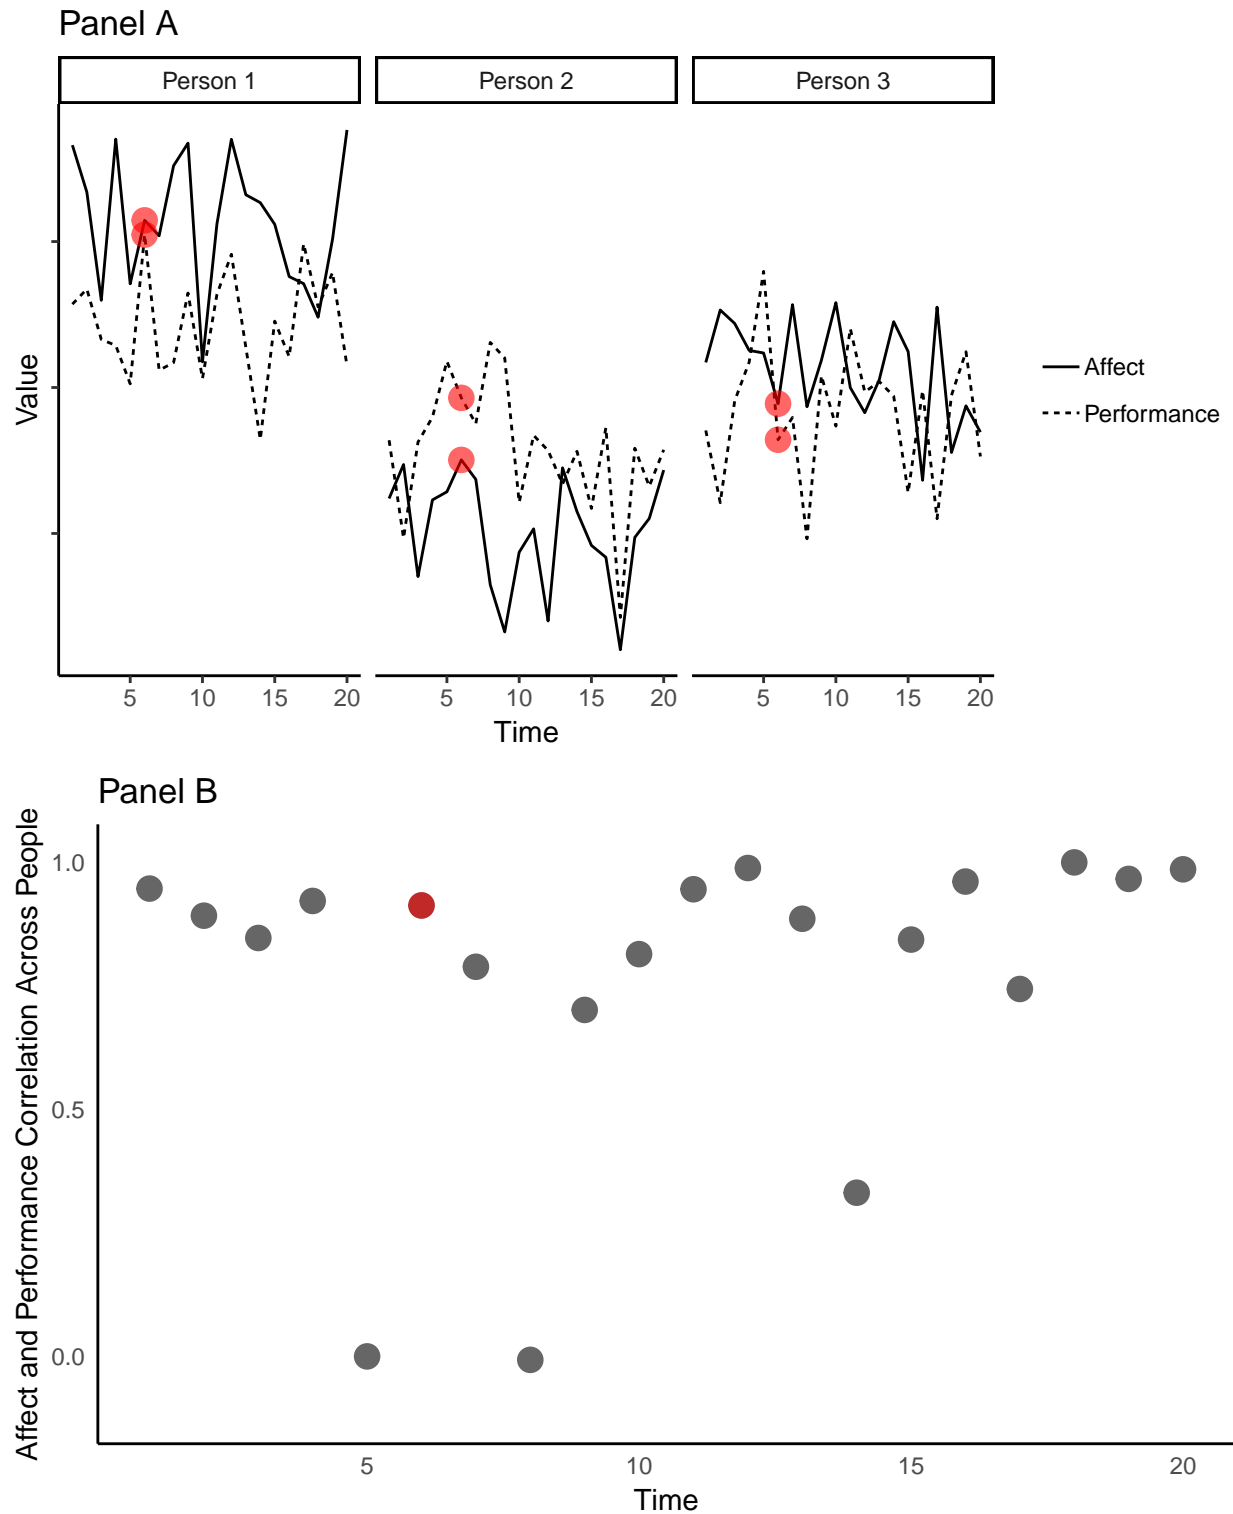 Panel A
Person 1 Person 2 Person 3
Value
Affect
Performance
5 10 15 20 5 10 15 20 5 10 15 20
Time
Panel B
Affect and Performance Correlation Across People
1.0
0.5
0.0
5 10 15 20
Time